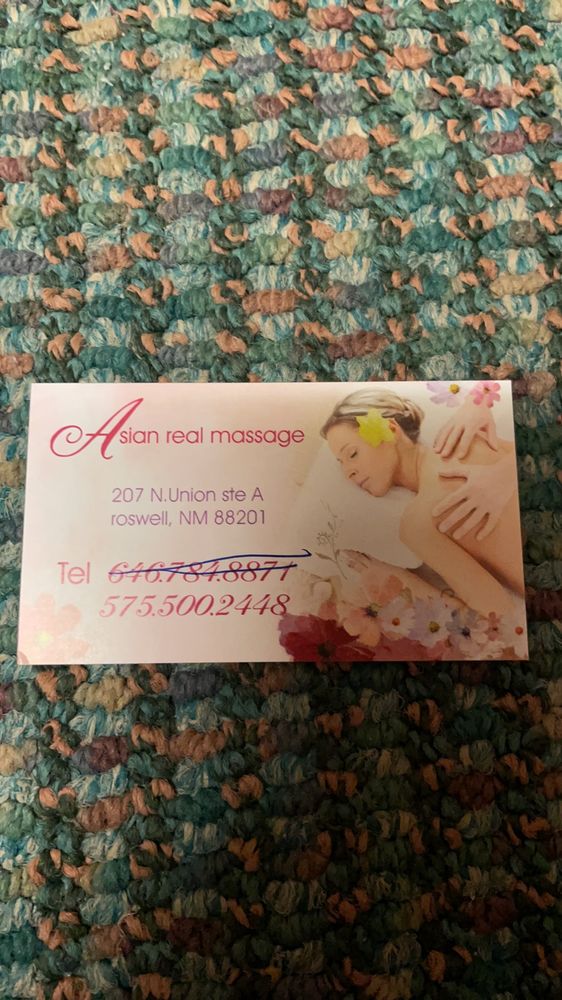 Asian real massage
207 N.Union ste A
roswell, NM 88201
Tel 646.784.8871
575.500.2448